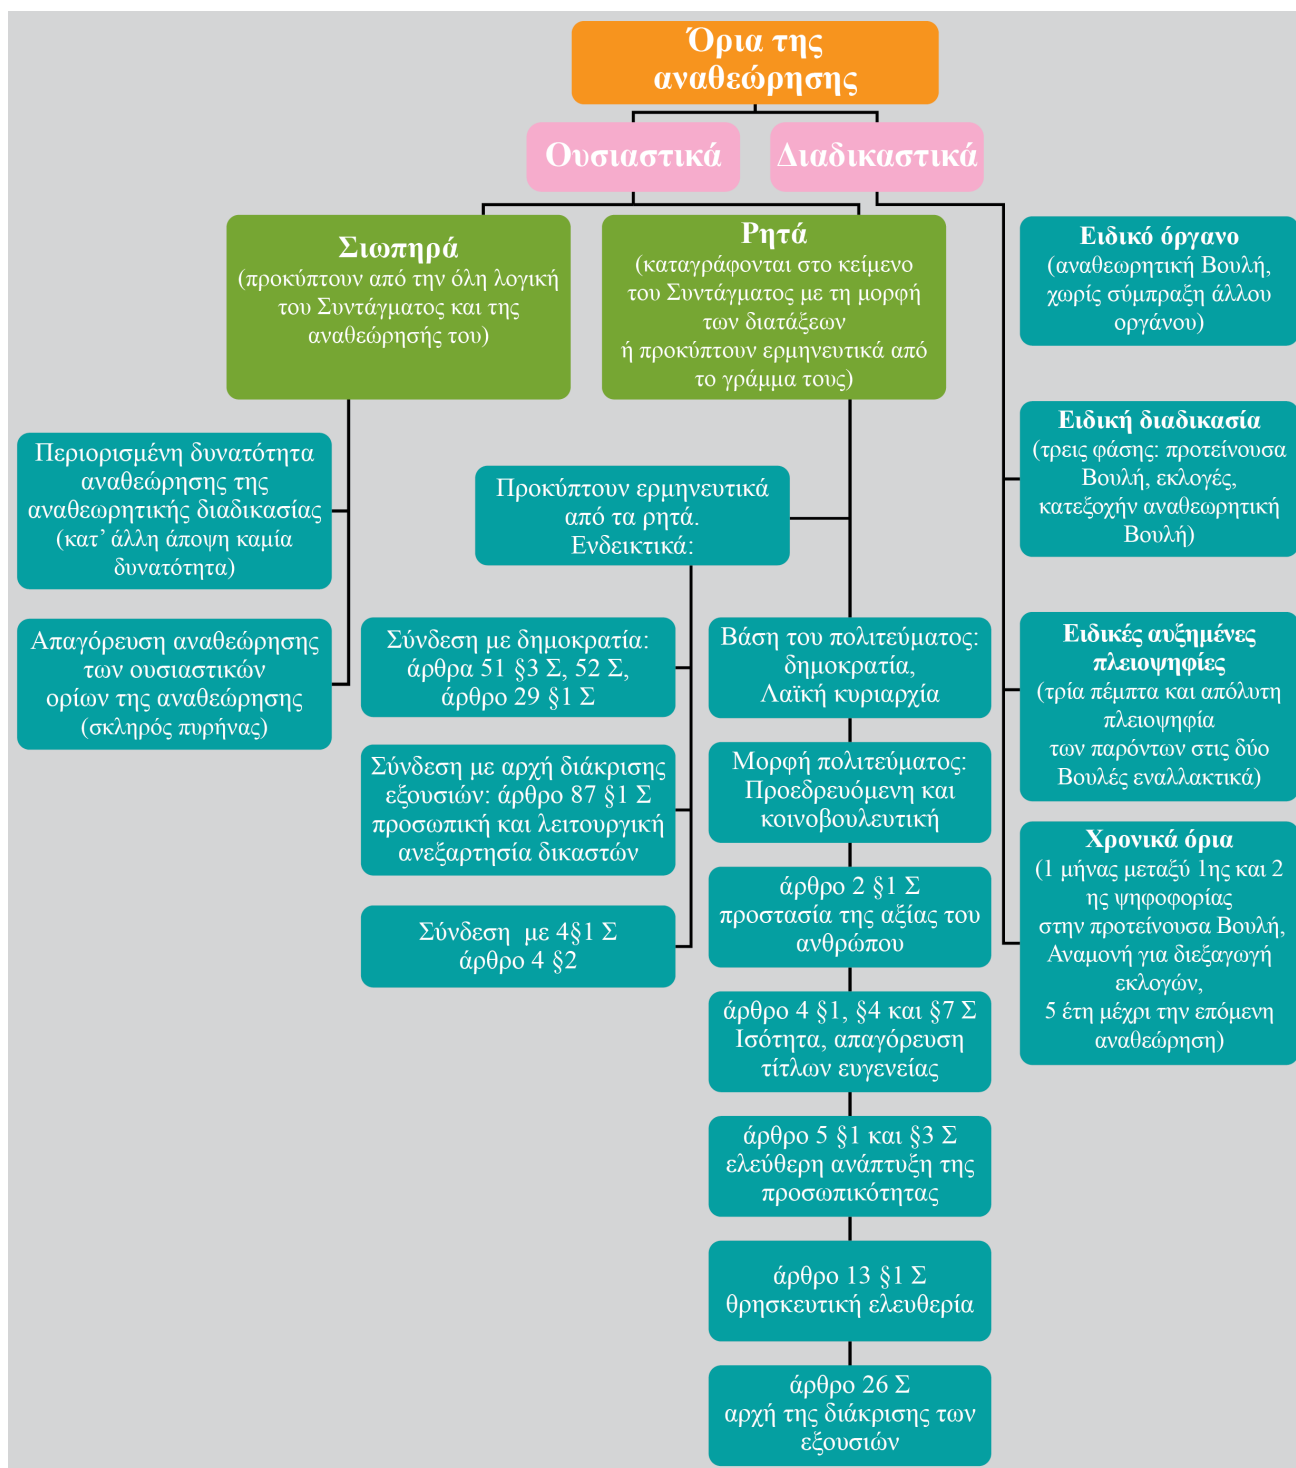 Όρια της
αναθεώρησης
Ουσιαστικά
Διαδικαστικά
Σιωπηρά
(προκύπτουν από την όλη λογική
του Συντάγματος και της
αναθεώρησής του)
Ρητά
(καταγράφονται στο κείμενο
του Συντάγματος με τη μορφή
των διατάξεων
ή προκύπτουν ερμηνευτικά από
το γράμμα τους)
Ειδικό όργανο
(αναθεωρητική Βουλή,
χωρίς σύμπραξη άλλου
οργάνου)
Περιορισμένη δυνατότητα
αναθεώρησης της
αναθεωρητικής διαδικασίας
(κατ’ άλλη άποψη καμία
δυνατότητα)
Απαγόρευση αναθεώρησης
των ουσιαστικών
ορίων της αναθεώρησης
(σκληρός πυρήνας)
Προκύπτουν ερμηνευτικά
από τα ρητά.
Ενδεικτικά:
Σύνδεση με δημοκρατία:
άρθρα 51 §3 Σ, 52 Σ,
άρθρο 29 §1 Σ
Σύνδεση με αρχή διάκρισης
εξουσιών: άρθρο 87 §1 Σ
προσωπική και λειτουργική
ανεξαρτησία δικαστών
Σύνδεση  με 4§1 Σ
άρθρο 4 §2
Βάση του πολιτεύματος:
δημοκρατία,
Λαϊκή κυριαρχία
Μορφή πολιτεύματος:
Προεδρευόμενη και
κοινοβουλευτική
άρθρο 2 §1 Σ
προστασία της αξίας του
ανθρώπου
άρθρο 4 §1, §4 και §7 Σ
Ισότητα, απαγόρευση
τίτλων ευγενείας
άρθρο 5 §1 και §3 Σ
ελεύθερη ανάπτυξη της
προσωπικότητας
άρθρο 13 §1 Σ
θρησκευτική ελευθερία
άρθρο 26 Σ
αρχή της διάκρισης των
εξουσιών
Ειδική διαδικασία
(τρεις φάσης: προτείνουσα
Βουλή, εκλογές,
κατεξοχήν αναθεωρητική
Βουλή)
Ειδικές αυξημένες
πλειοψηφίες
(τρία πέμπτα και απόλυτη
πλειοψηφία
των παρόντων στις δύο
Βουλές εναλλακτικά)
Χρονικά όρια
(1 μήνας μεταξύ 1ης και 2
ης ψηφοφορίας
στην προτείνουσα Βουλή,
Αναμονή για διεξαγωγή
εκλογών,
5 έτη μέχρι την επόμενη
αναθεώρηση)